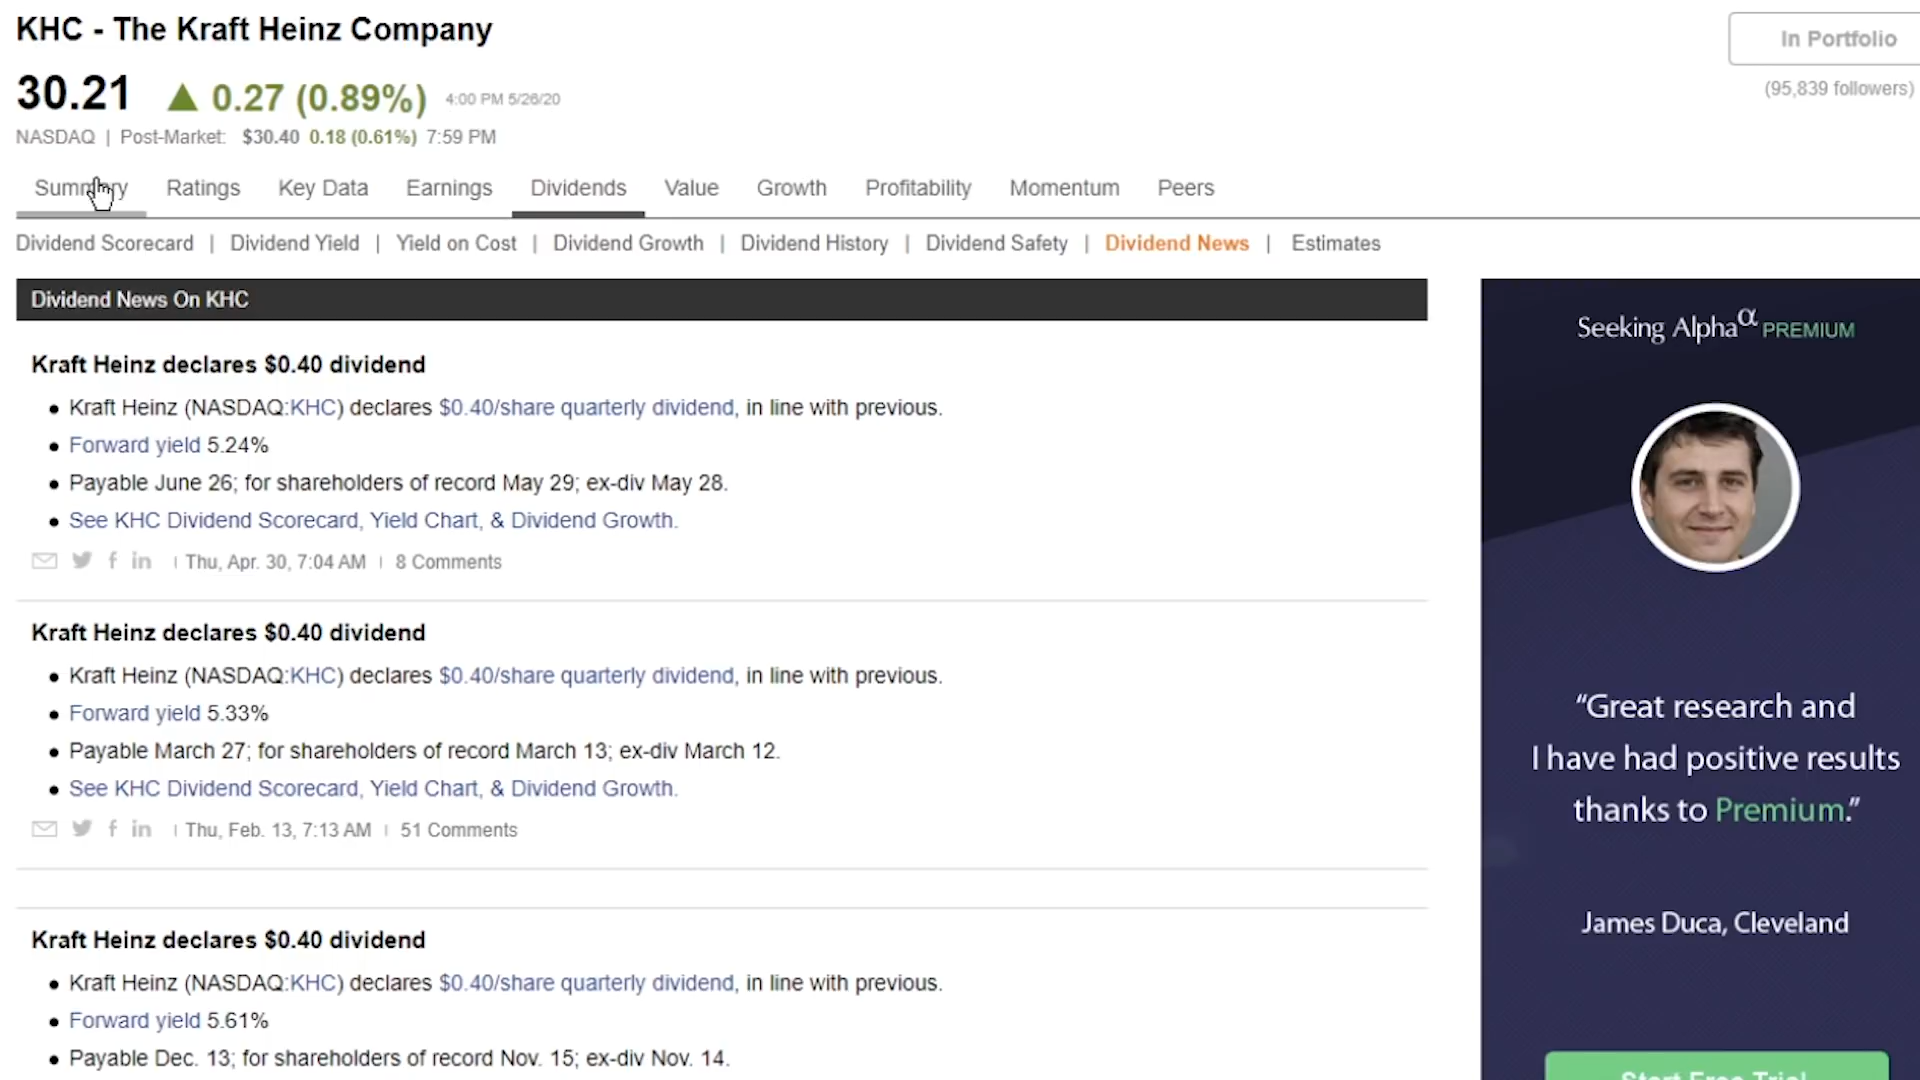 KHC - The Kraft Heinz Company
In Portfolio
30.21 ▲ 0.27 (0.89%) 4:00 PM 5/26/20
(95,839 followers)
NASDAQ | Post-Market: $30.40 0.18 (0.61%) 7:59 PM
Summary Ratings Key Data Earnings Dividends Value Growth Profitability Momentum Peers
Dividend Scorecard | Dividend Yield | Yield on Cost | Dividend Growth | Dividend History | Dividend Safety | Dividend News | Estimates
Dividend News On KHC
Kraft Heinz declares $0.40 dividend
• Kraft Heinz (NASDAQ:KHC) declares $0.40/share quarterly dividend, in line with previous.
• Forward yield 5.24%
• Payable June 26; for shareholders of record May 29; ex-div May 28.
• See KHC Dividend Scorecard, Yield Chart, & Dividend Growth.
f in | Thu, Apr. 30, 7:04 AM | 8 Comments
Kraft Heinz declares $0.40 dividend
• Kraft Heinz (NASDAQ:KHC) declares $0.40/share quarterly dividend, in line with previous.
• Forward yield 5.33%
• Payable March 27; for shareholders of record March 13; ex-div March 12.
• See KHC Dividend Scorecard, Yield Chart, & Dividend Growth.
f in | Thu, Feb. 13, 7:13 AM | 51 Comments
Kraft Heinz declares $0.40 dividend
• Kraft Heinz (NASDAQ:KHC) declares $0.40/share quarterly dividend, in line with previous.
• Forward yield 5.61%
• Payable Dec. 13; for shareholders of record Nov. 15; ex-div Nov. 14.
Seeking Alpha α PREMIUM
“Great research and
I have had positive results
thanks to Premium.”
James Duca, Cleveland
Start Free Trial